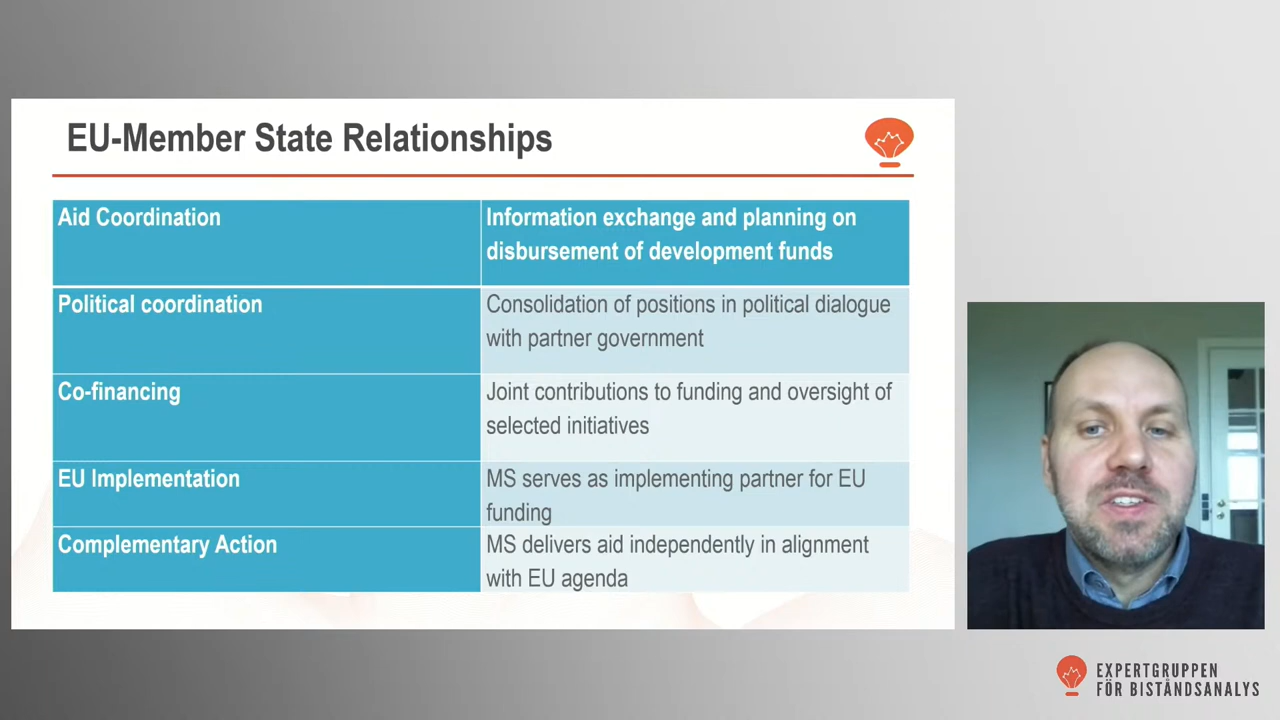 EU-Member State Relationships
Aid Coordination
Information exchange and planning on
disbursement of development funds
Political coordination
Consolidation of positions in political dialogue
with partner government
Co-financing
Joint contributions to funding and oversight of
selected initiatives
EU Implementation
MS serves as implementing partner for EU
funding
Complementary Action
MS delivers aid independently in alignment
with EU agenda
EXPERTGRUPPEN
FÖR BISTÅNDSANALYS